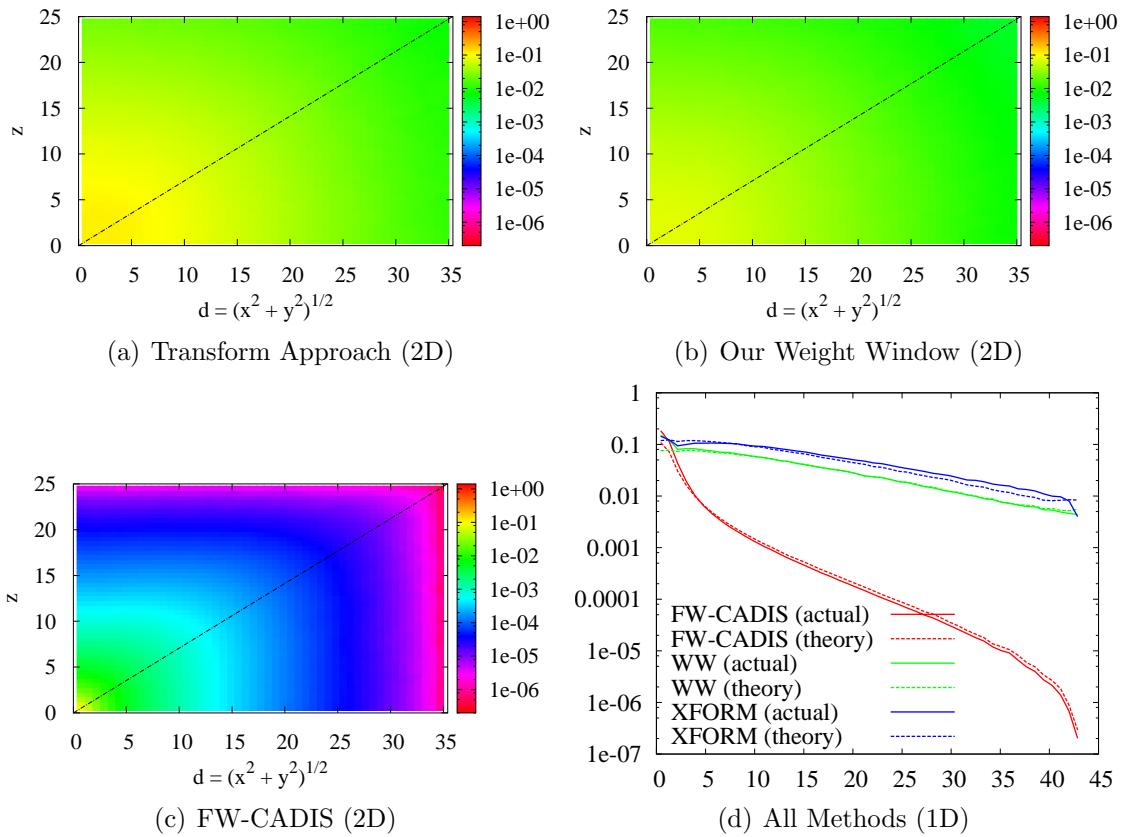 25
20
15
10
5
0
z
0 5 10 15 20 25 30 35
d = (x² + y²)^1/2
1e+00
1e-01
1e-02
1e-03
1e-04
1e-05
1e-06
(a) Transform Approach (2D)
25
20
15
10
5
0
z
0 5 10 15 20 25 30 35
d = (x² + y²)^1/2
1e+00
1e-01
1e-02
1e-03
1e-04
1e-05
1e-06
(b) Our Weight Window (2D)
25
20
15
10
5
0
z
0 5 10 15 20 25 30 35
d = (x² + y²)^1/2
1e+00
1e-01
1e-02
1e-03
1e-04
1e-05
1e-06
(c) FW-CADIS (2D)
1
0.1
0.01
0.001
0.0001
1e-05
1e-06
1e-07
FW-CADIS (actual)
FW-CADIS (theory)
WW (actual)
WW (theory)
XFORM (actual)
XFORM (theory)
0 5 10 15 20 25 30 35 40 45
(d) All Methods (1D)